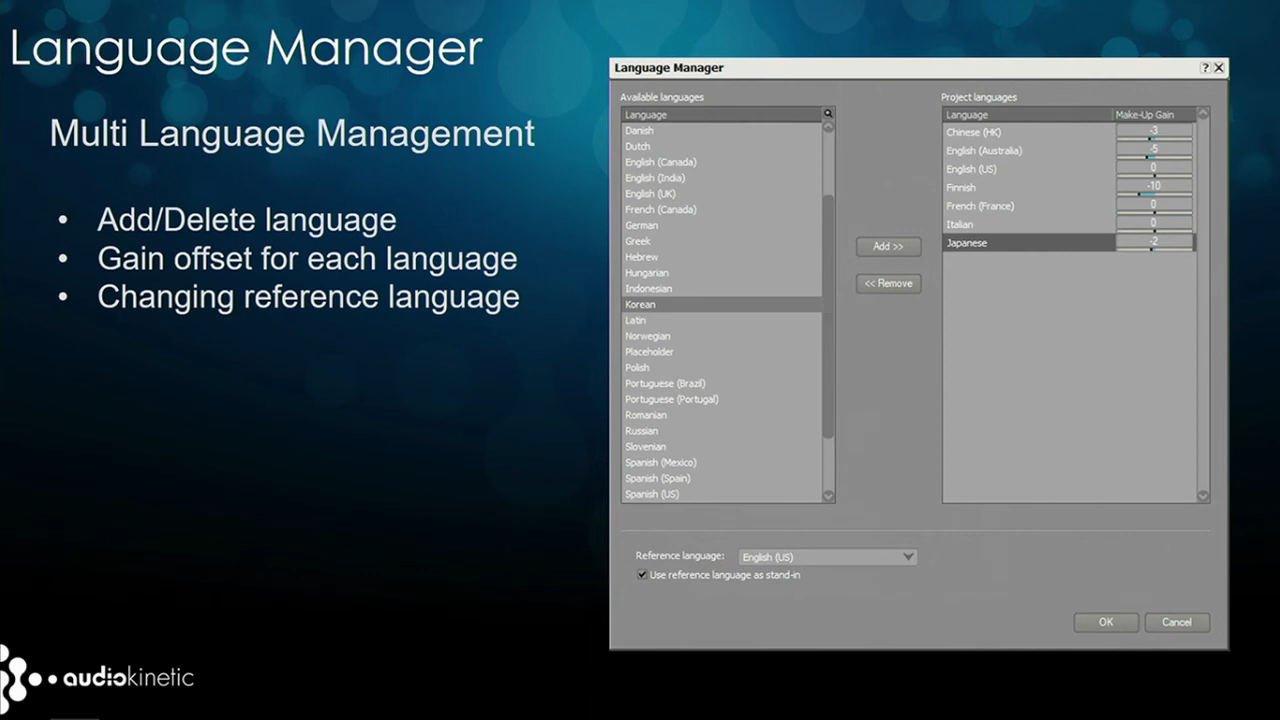 Language Manager
Multi Language Management
• Add/Delete language
• Gain offset for each language
• Changing reference language
audiokinetic
Language Manager
? X
Available languages
Language
Danish
Dutch
English (Canada)
English (India)
English (UK)
French (Canada)
German
Greek
Hebrew
Hungarian
Indonesian
Korean
Latin
Norwegian
Placeholder
Polish
Portuguese (Brazil)
Portuguese (Portugal)
Romanian
Russian
Slovenian
Spanish (Mexico)
Spanish (Spain)
Spanish (US)
Add >>
<< Remove
Project languages
Language Make-Up Gain
Chinese (HK) -3
English (Australia) -5
English (US) 0
Finnish -10
French (France) 0
Italian 0
Japanese -2
Reference language: English (US)
Use reference language as stand-in
OK Cancel